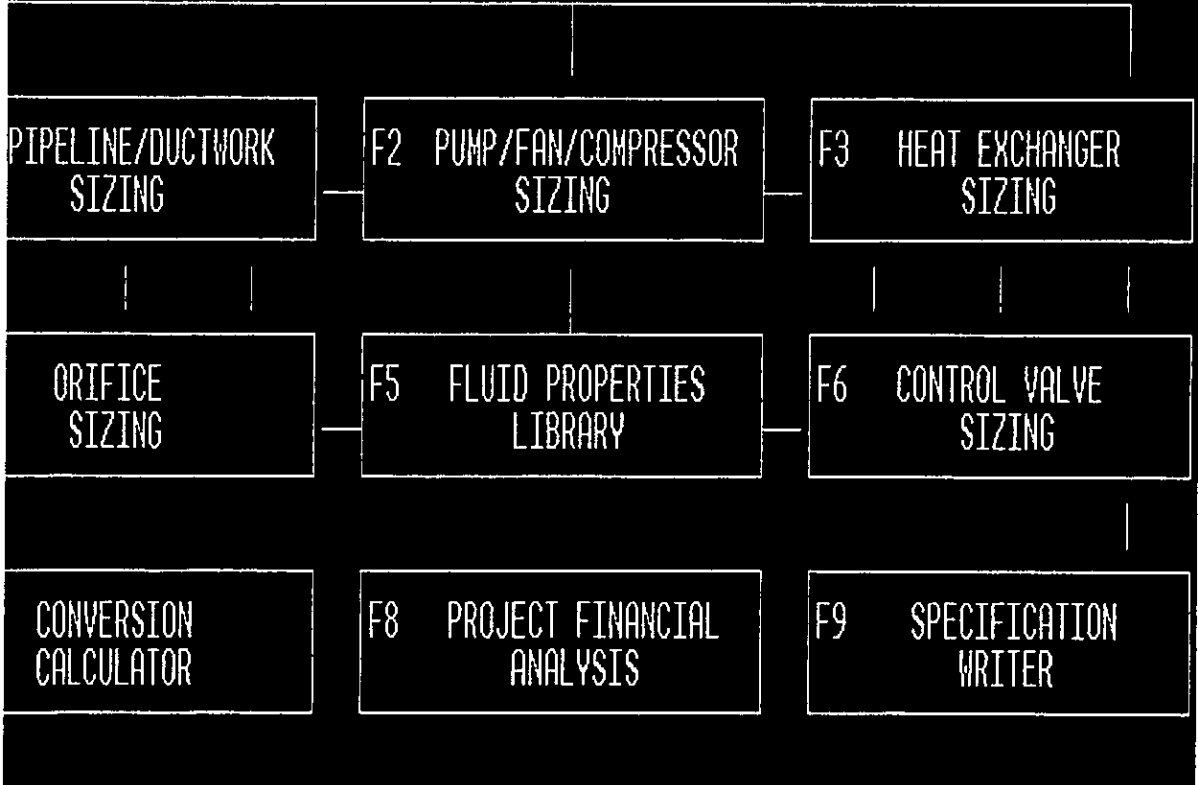 PIPELINE/DUCTWORK
SIZING
F2 PUMP/FAN/COMPRESSOR
SIZING
F3 HEAT EXCHANGER
SIZING
ORIFICE
SIZING
F5 FLUID PROPERTIES
LIBRARY
F6 CONTROL VALVE
SIZING
CONVERSION
CALCULATOR
F8 PROJECT FINANCIAL
ANALYSIS
F9 SPECIFICATION
WRITER